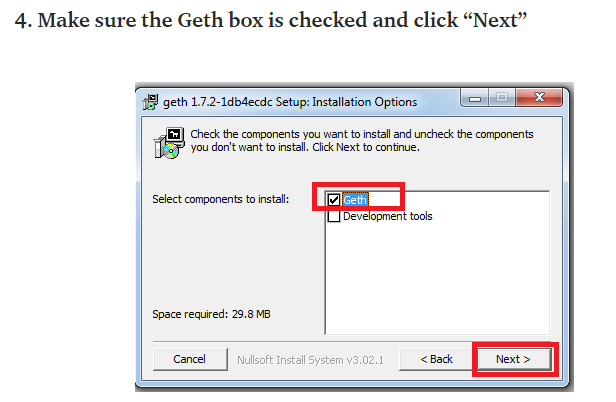 4. Make sure the Geth box is checked and click “Next”
geth 1.7.2-1db4ecdc Setup: Installation Options
Check the components you want to install and uncheck the components
you don't want to install. Click Next to continue.
Select components to install:
Geth
Development tools
Space required: 29.8 MB
Cancel
Nullsoft Install System v3.02.1
< Back
Next >